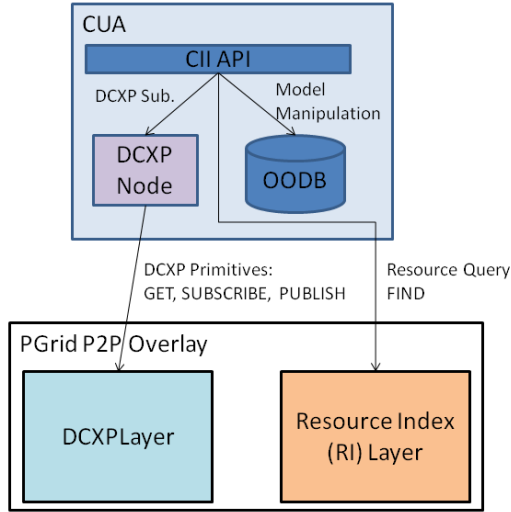 CUA
CII API
DCXP Sub.
Model
Manipulation
DCXP
Node
OODB
DCXP Primitives:
GET, SUBSCRIBE, PUBLISH
Resource Query
FIND
PGrid P2P Overlay
DCXPLayer
Resource Index
(RI) Layer